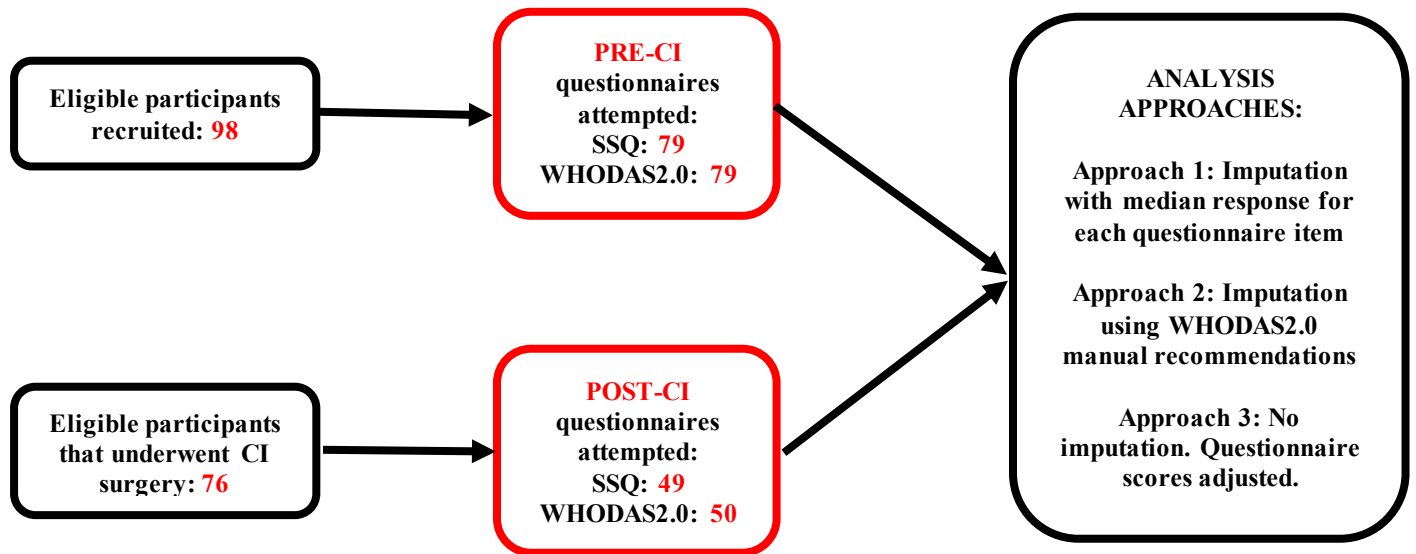 Eligible participants
recruited: 98
PRE-CI
questionnaires
attempted:
SSQ: 79
WHODAS2.0: 79
Eligible participants
that underwent CI
surgery: 76
POST-CI
questionnaires
attempted:
SSQ: 49
WHODAS2.0: 50
ANALYSIS
APPROACHES:
Approach 1: Imputation
with median response for
each questionnaire item
Approach 2: Imputation
using WHODAS2.0
manual recommendations
Approach 3: No
imputation. Questionnaire
scores adjusted.